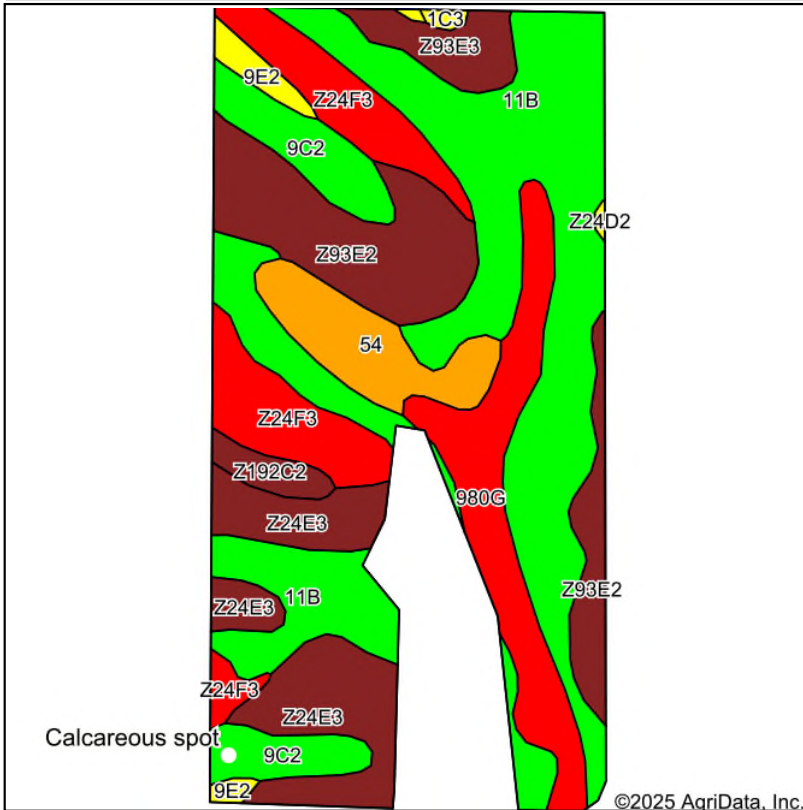 1C3
Z93E3
9E2
Z24F3
11B
9C2
Z24D2
Z93E2
54
Z24F3
Z192C2
980G
Z24E3
Z93E2
11B
Z24E3
Z24F3
Z24E3
Calcareous spot
9C2
9E2
©2025 AgriData, Inc.